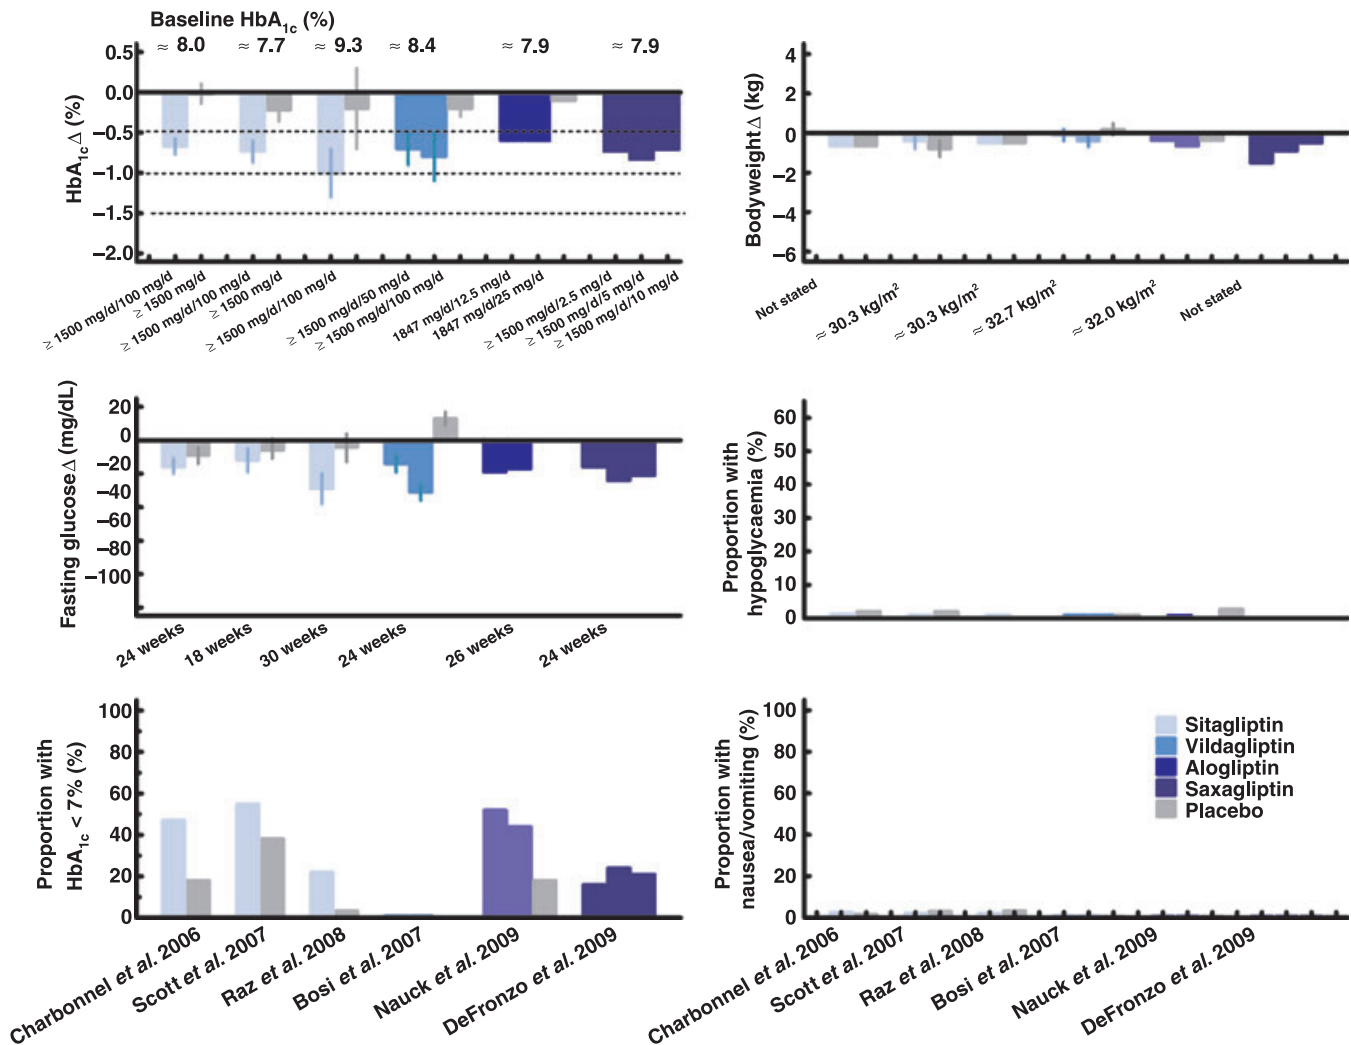 Baseline HbA1c (%)
≈ 8.0 ≈ 7.7 ≈ 9.3 ≈ 8.4 ≈ 7.9 ≈ 7.9
HbA1c Δ (%)
0.5
0.0
−0.5
−1.0
−1.5
−2.0
≥ 1500 mg/d/100 mg/d
≥ 1500 mg/d
≥ 1500 mg/d/100 mg/d
≥ 1500 mg/d
≥ 1500 mg/d/100 mg/d
≥ 1500 mg/d/50 mg/d
≥ 1500 mg/d/100 mg/d
1847 mg/d/12.5 mg/d
1847 mg/d/25 mg/d
≥ 1500 mg/d/2.5 mg/d
≥ 1500 mg/d/5 mg/d
≥ 1500 mg/d/10 mg/d
Bodyweight Δ (kg)
4
2
0
−2
−4
−6
Not stated
≈ 30.3 kg/m²
≈ 30.3 kg/m²
≈ 32.7 kg/m²
≈ 32.0 kg/m²
Not stated
Fasting glucose Δ (mg/dL)
20
0
−20
−40
−60
−80
−100
24 weeks
18 weeks
30 weeks
24 weeks
26 weeks
24 weeks
Proportion with
hypoglycaemia (%)
60
50
40
30
20
10
0
Proportion with
HbA1c < 7% (%)
100
80
60
40
20
0
Charbonnel et al. 2006
Scott et al. 2007
Raz et al. 2008
Bosi et al. 2007
Nauck et al. 2009
DeFronzo et al. 2009
Proportion with
nausea/vomiting (%)
100
80
60
40
20
0
Sitagliptin
Vildagliptin
Alogliptin
Saxagliptin
Placebo
Charbonnel et al. 2006
Scott et al. 2007
Raz et al. 2008
Bosi et al. 2007
Nauck et al. 2009
DeFronzo et al. 2009